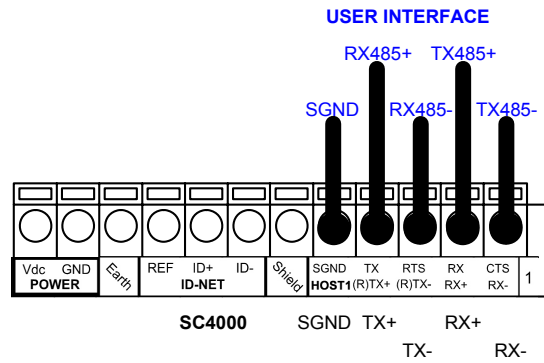 USER INTERFACE
RX485+ TX485+
SGND RX485- TX485-
Vdc GND Earth REF ID+ ID- Shield SGND TX RTS RX CTS 1
POWER ID-NET HOST1 (R)TX+ (R)TX- RX+ RX-
SC4000 SGND TX+ RX+
TX- RX-